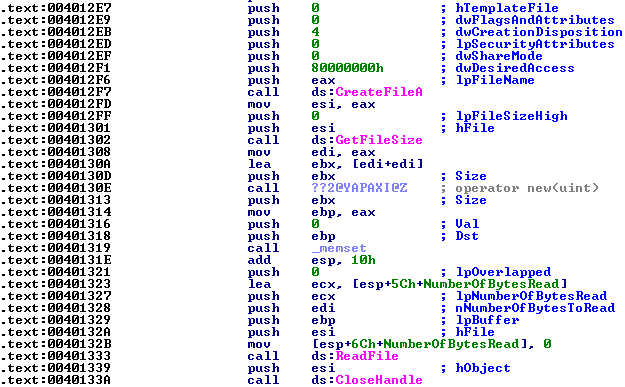 .text:004012E7 push 0 ; hTemplateFile
.text:004012E9 push 0 ; dwFlagsAndAttributes
.text:004012EB push 4 ; dwCreationDisposition
.text:004012ED push 0 ; lpSecurityAttributes
.text:004012EF push 0 ; dwShareMode
.text:004012F1 push 80000000h ; dwDesiredAccess
.text:004012F6 push eax ; lpFileName
.text:004012F7 call ds:CreateFileA
.text:004012FD mov esi, eax
.text:004012FF push 0 ; lpFileSizeHigh
.text:00401301 push esi ; hFile
.text:00401302 call ds:GetFileSize
.text:00401308 mov edi, eax
.text:0040130A lea ebx, [edi+edi]
.text:0040130D push ebx ; Size
.text:0040130E call ??2@YAPAXI@Z ; operator new(uint)
.text:00401313 push ebx ; Size
.text:00401314 mov ebp, eax
.text:00401316 push 0 ; Val
.text:00401318 push ebp ; Dst
.text:00401319 call _memset
.text:0040131E add esp, 10h
.text:00401321 push 0 ; lpOverlapped
.text:00401323 lea ecx, [esp+5Ch+NumberOfBytesRead]
.text:00401327 push ecx ; lpNumberOfBytesRead
.text:00401328 push edi ; nNumberOfBytesToRead
.text:00401329 push ebp ; lpBuffer
.text:0040132A push esi ; hFile
.text:0040132B mov [esp+6Ch+NumberOfBytesRead], 0
.text:00401333 call ds:ReadFile
.text:00401339 push esi ; hObject
.text:0040133A call ds:CloseHandle